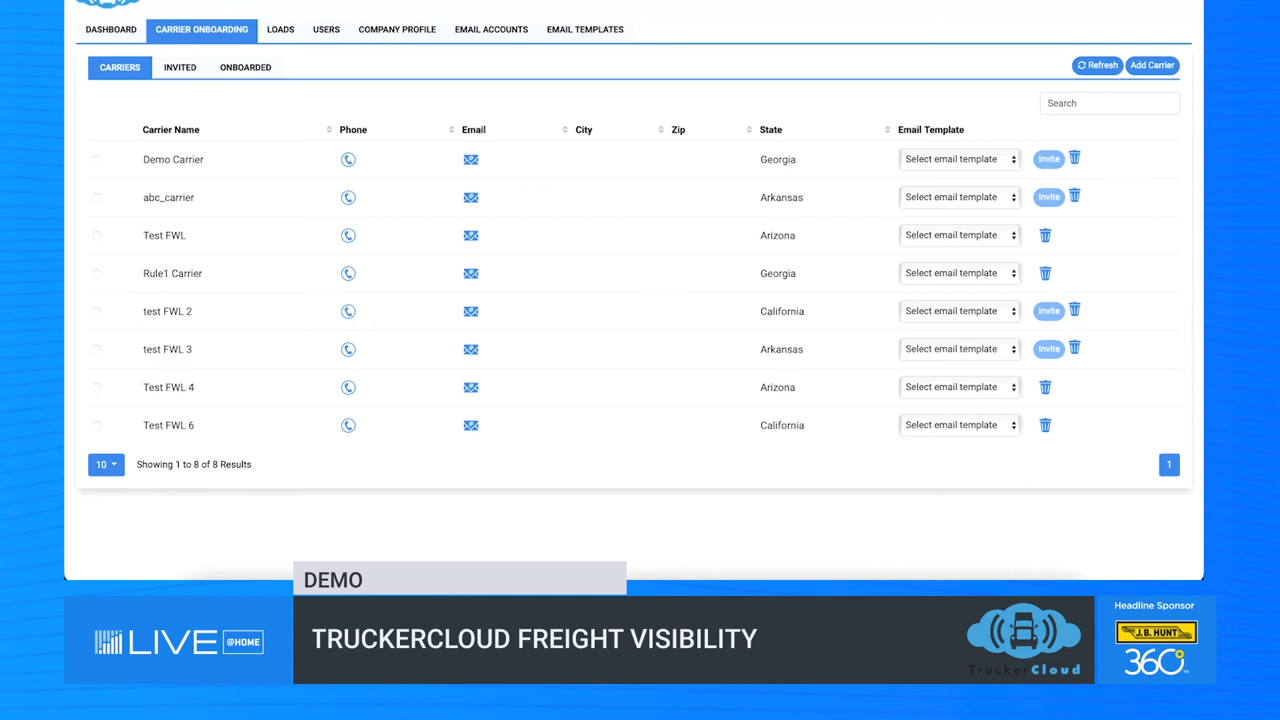 DASHBOARD CARRIER ONBOARDING LOADS USERS COMPANY PROFILE EMAIL ACCOUNTS EMAIL TEMPLATES
CARRIERS INVITED ONBOARDED Refresh Add Carrier
Search
Carrier Name Phone Email City Zip State Email Template
Demo Carrier Georgia Select email template Invite
abc_carrier Arkansas Select email template Invite
Test FWL Arizona Select email template
Rule1 Carrier Georgia Select email template
test FWL 2 California Select email template Invite
test FWL 3 Arkansas Select email template Invite
Test FWL 4 Arizona Select email template
Test FWL 6 California Select email template
10 Showing 1 to 8 of 8 Results 1
DEMO
LIVE @HOME
TRUCKERCLOUD FREIGHT VISIBILITY
TruckerCloud
Headline Sponsor
J.B. HUNT
360°